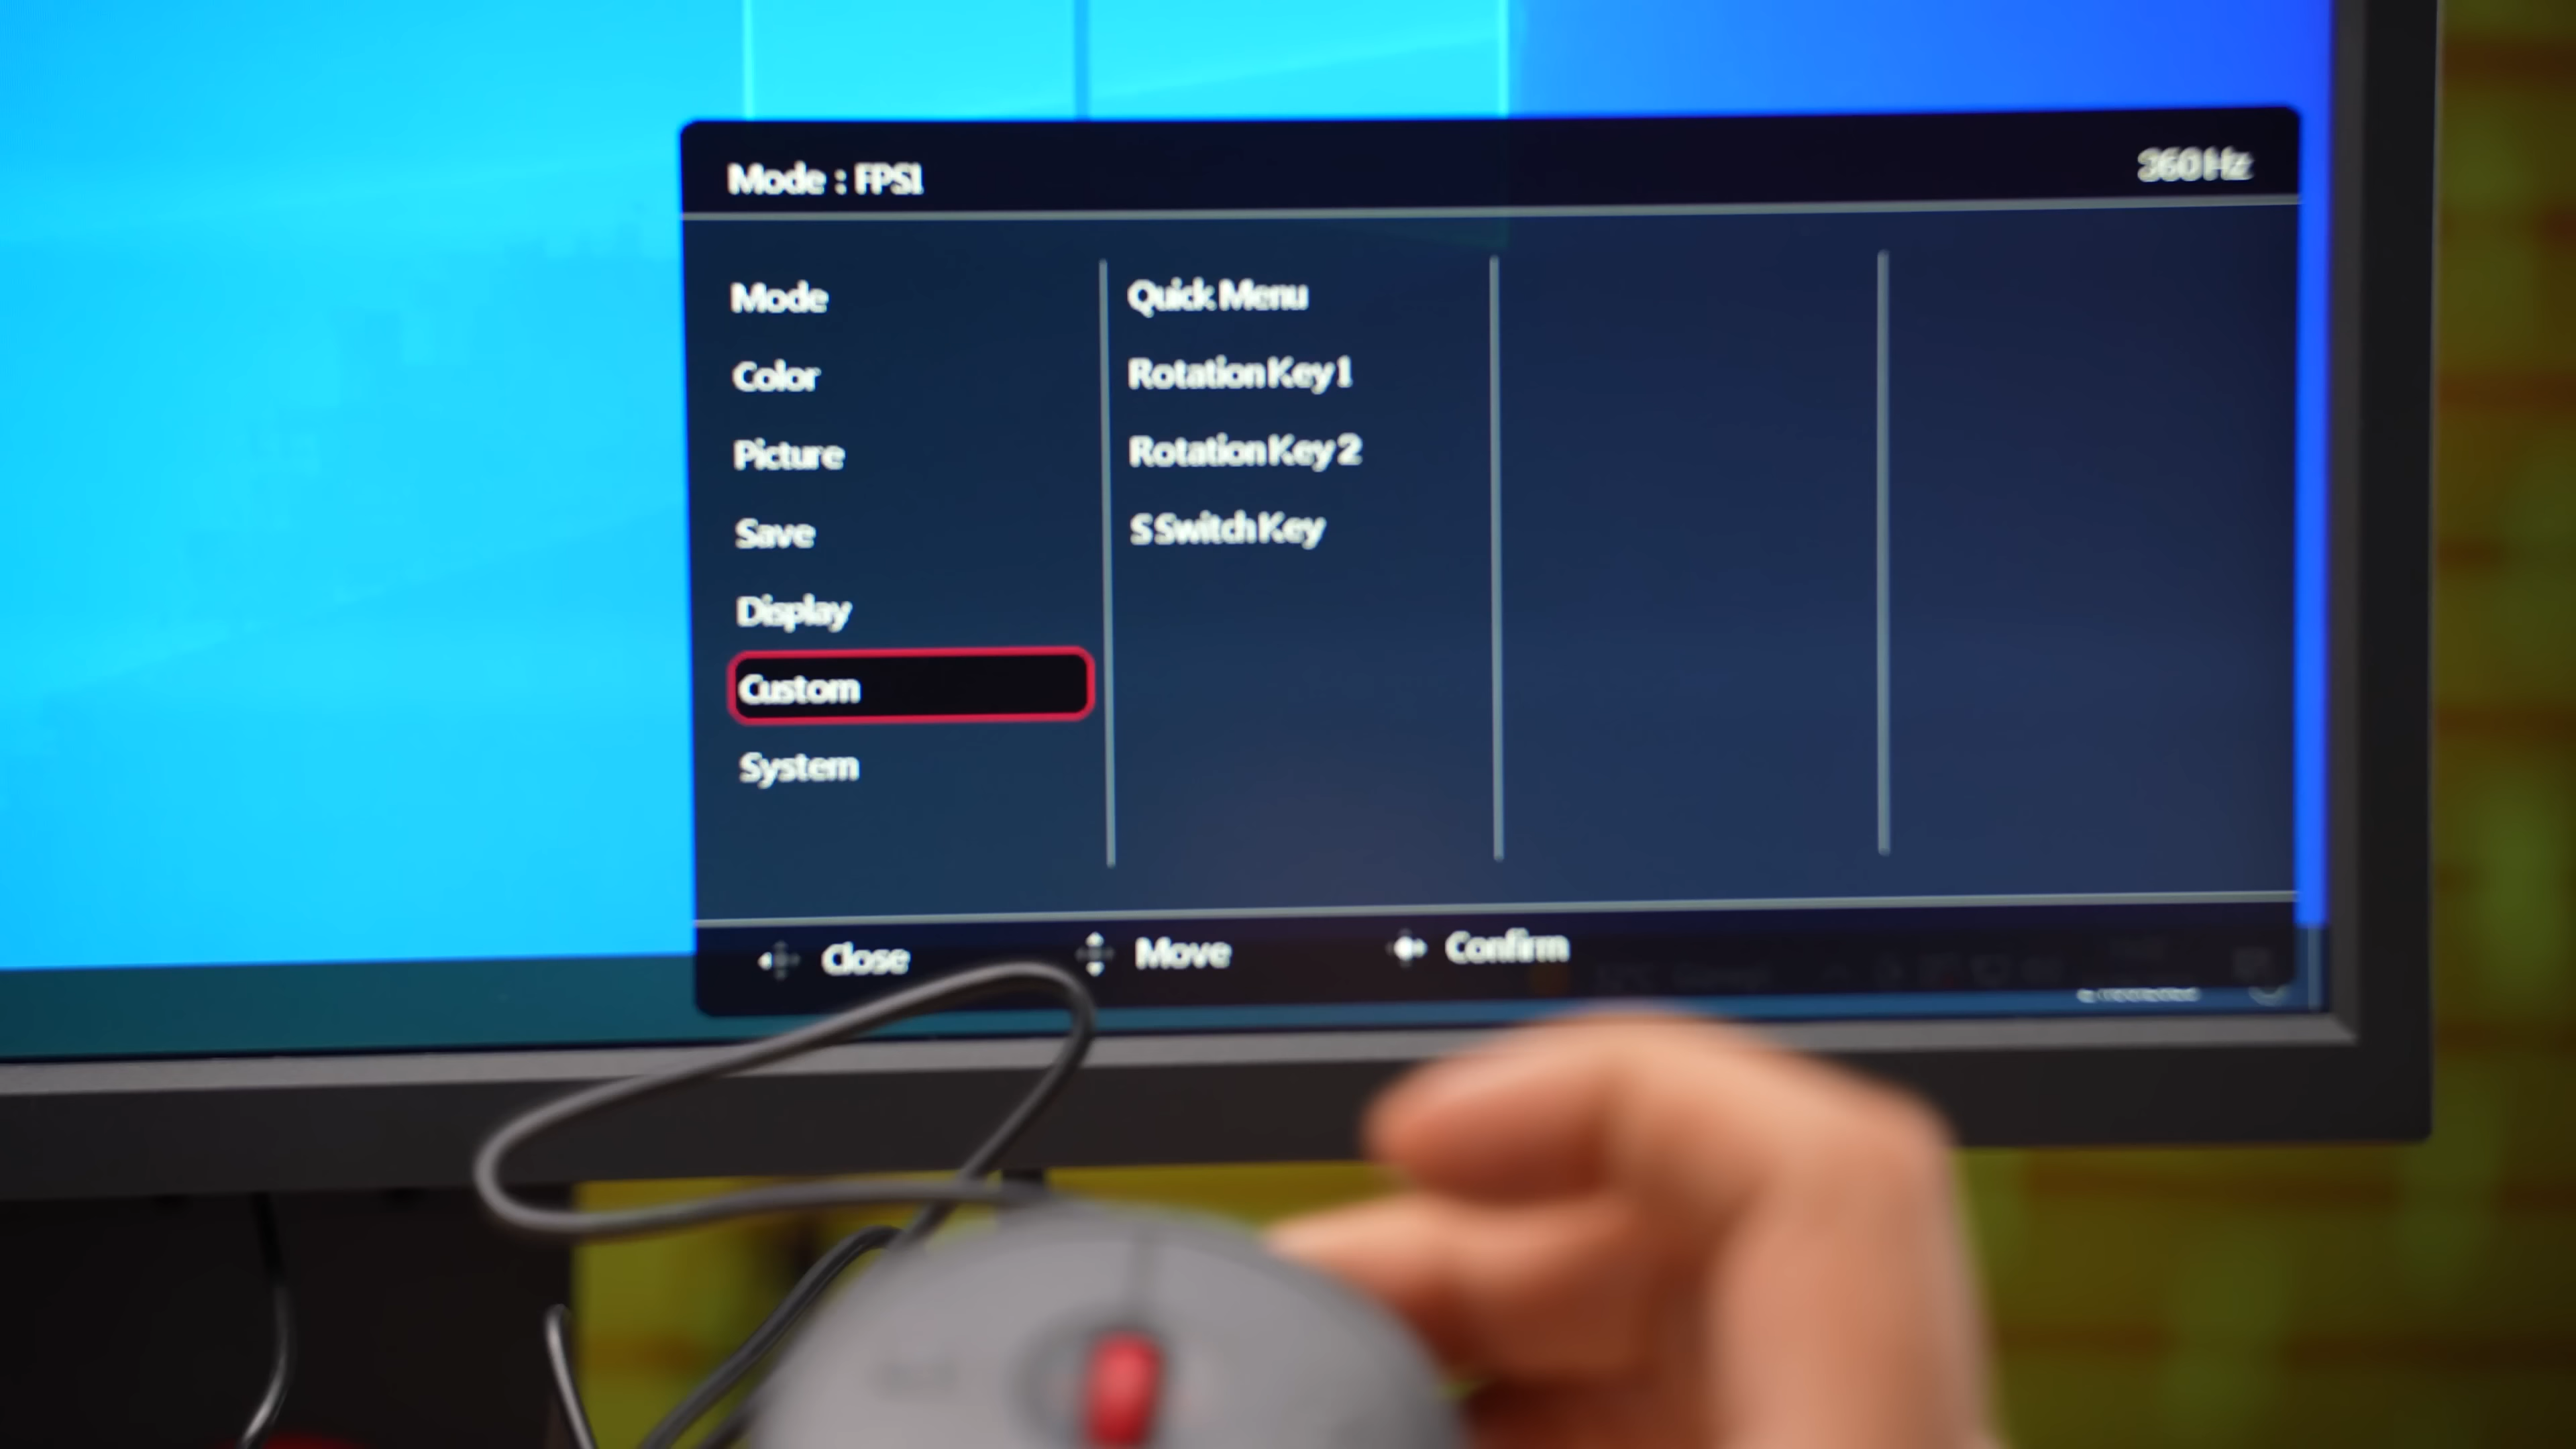 Mode : FPS1
360Hz
Mode
Color
Picture
Save
Display
Custom
System
Quick Menu
Rotation Key 1
Rotation Key 2
S Switch Key
Close
Move
Confirm